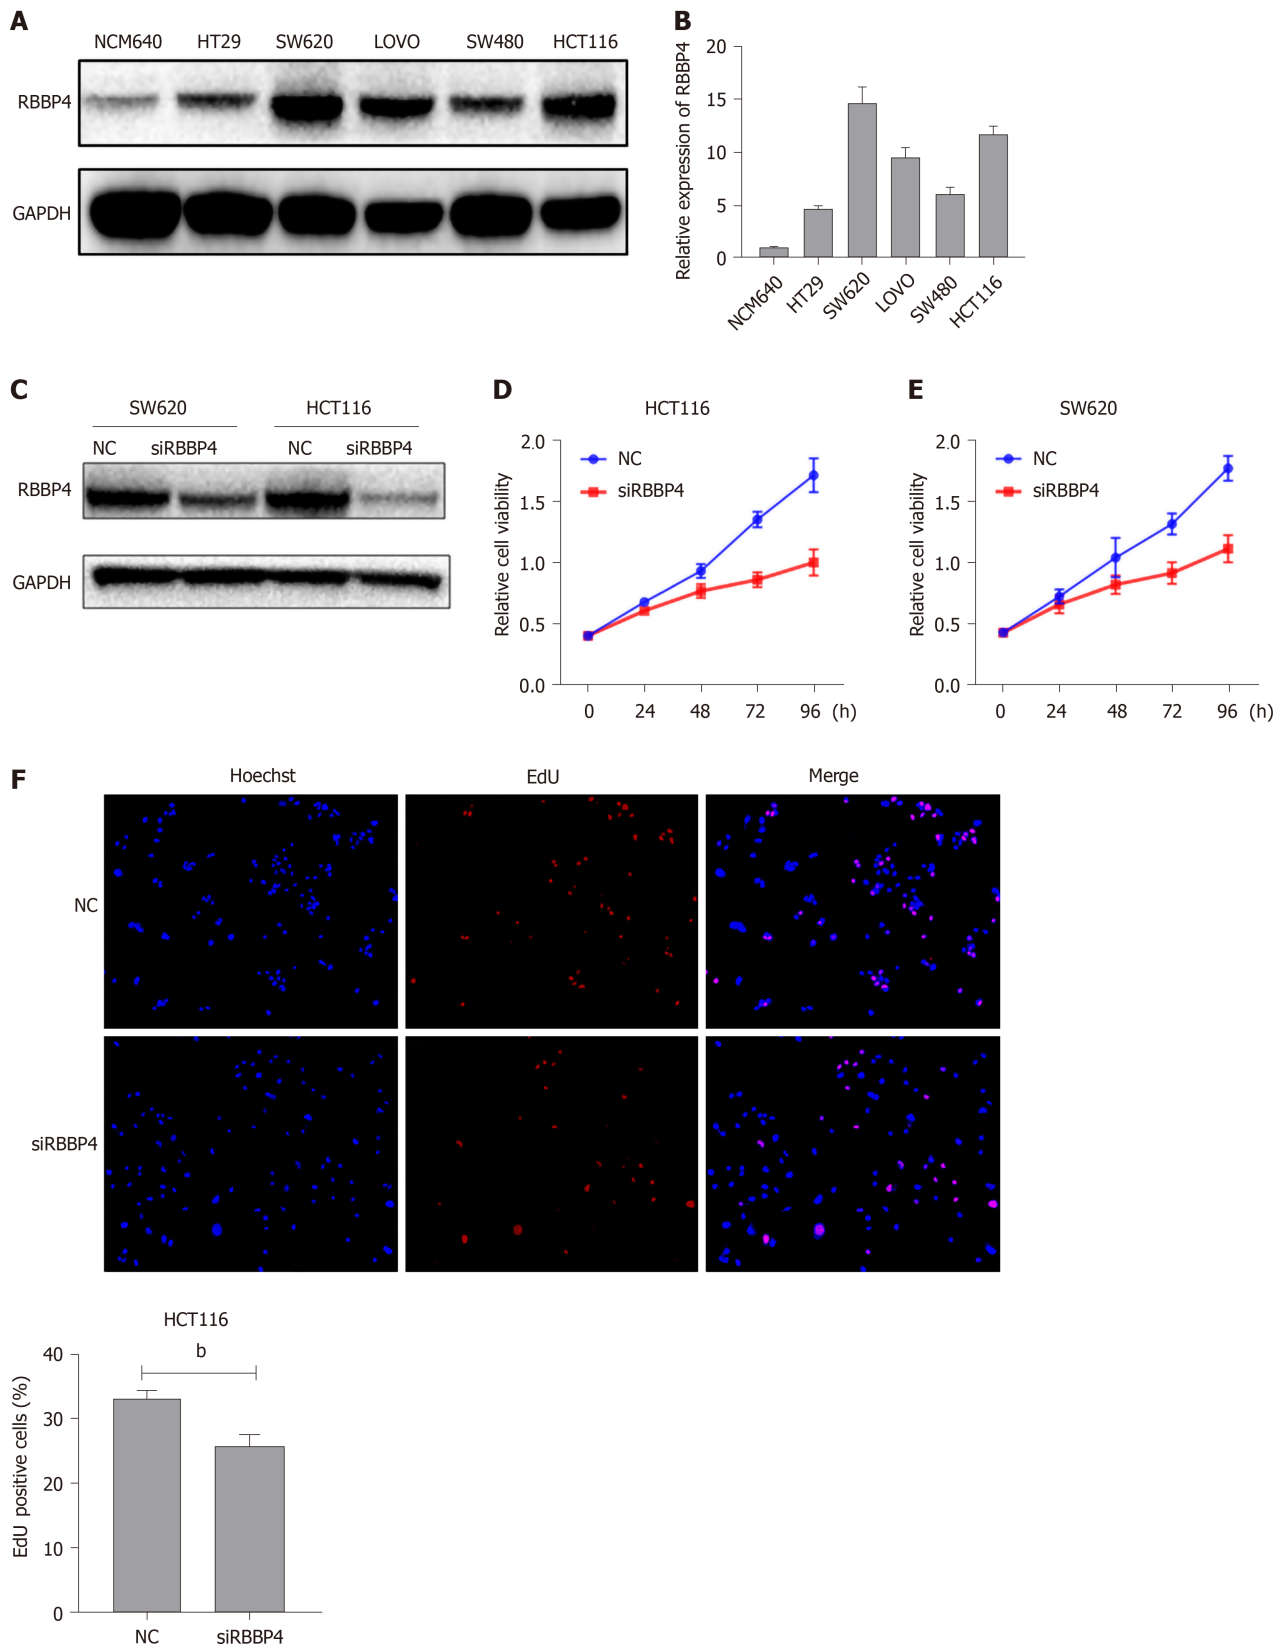 A
NCM640 HT29 SW620 LOVO SW480 HCT116
RBBP4
GAPDH
B
Relative expression of RBBP4
20
15
10
5
0
NCM640 HT29 SW620 LOVO SW480 HCT116
C
SW620 HCT116
NC siRBBP4 NC siRBBP4
RBBP4
GAPDH
D
HCT116
Relative cell viability
2.0
1.5
1.0
0.5
0.0
NC
siRBBP4
0 24 48 72 96 (h)
E
SW620
Relative cell viability
2.0
1.5
1.0
0.5
0.0
NC
siRBBP4
0 24 48 72 96 (h)
F
Hoechst EdU Merge
NC
siRBBP4
HCT116
b
EdU positive cells (%)
40
30
20
10
0
NC siRBBP4